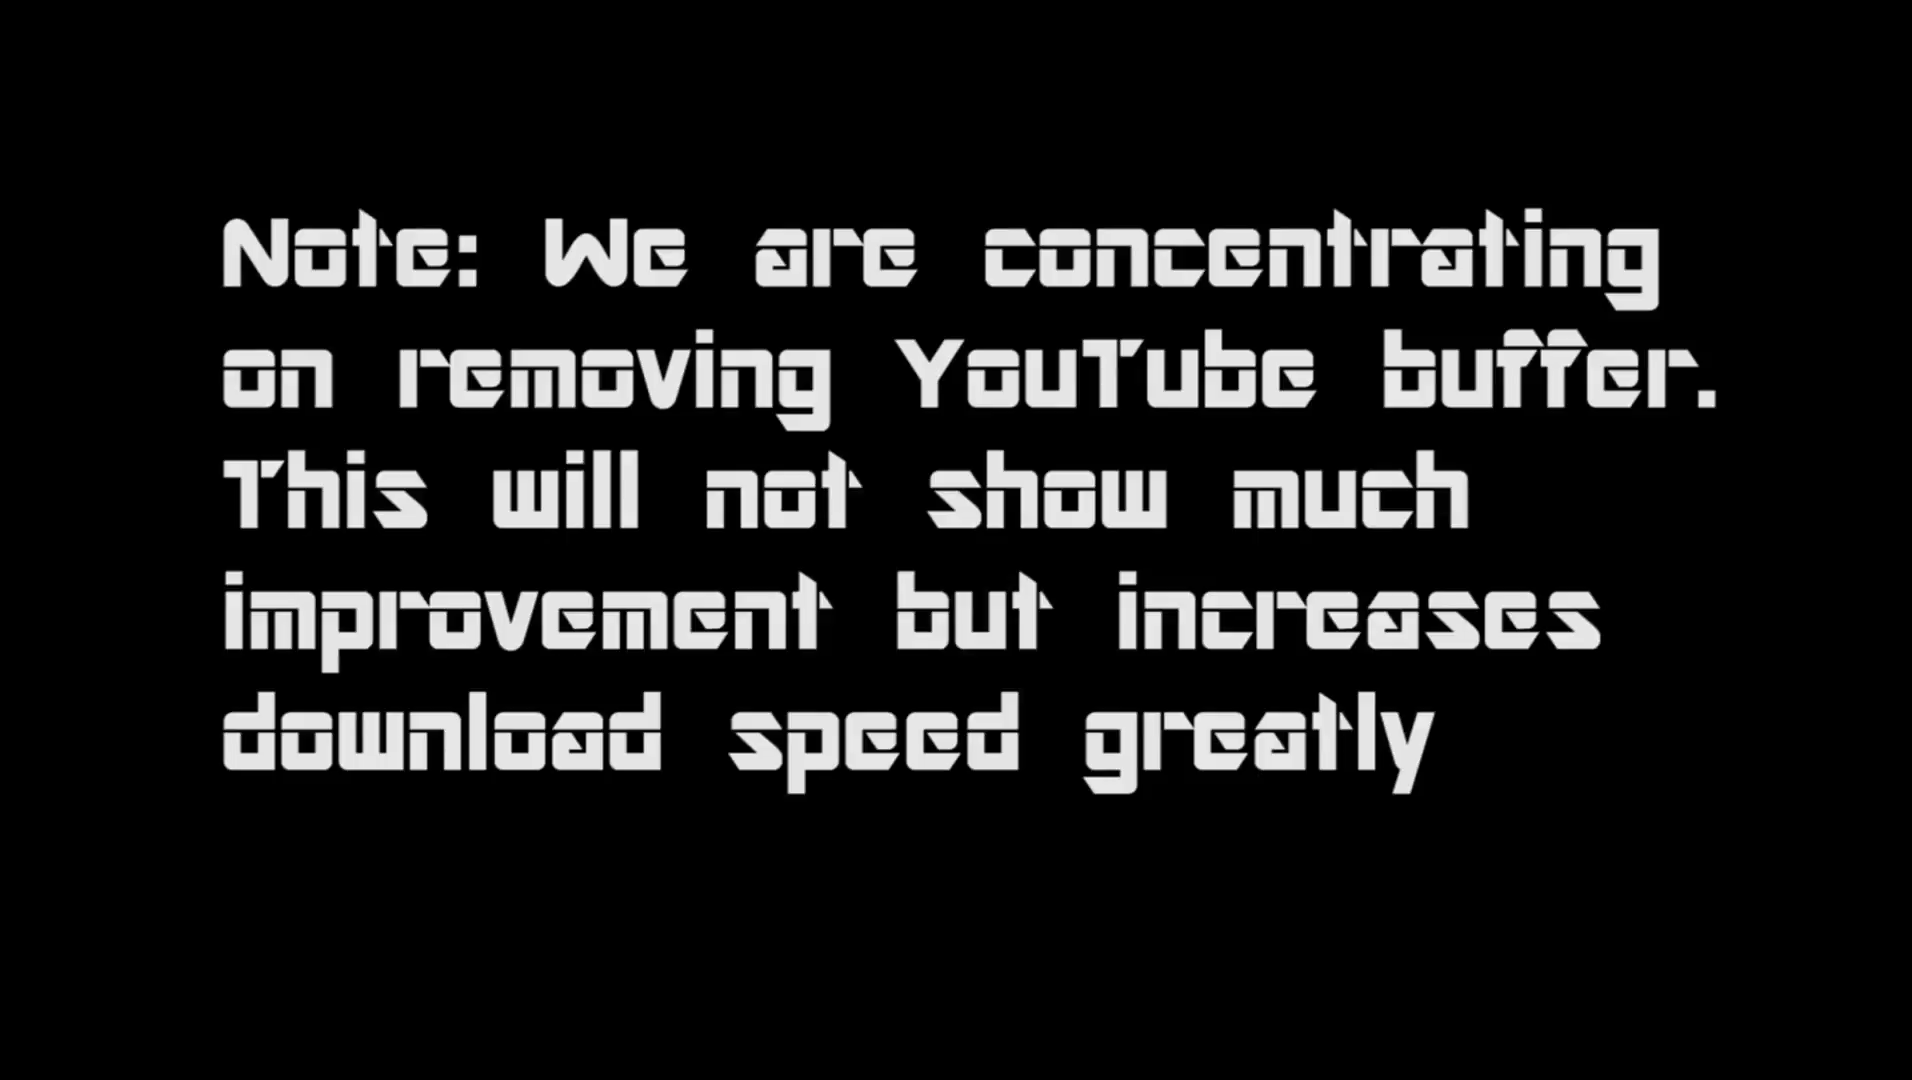 Note: We are concentrating
on removing YouTube buffer.
This will not show much
improvement but increases
download speed greatly